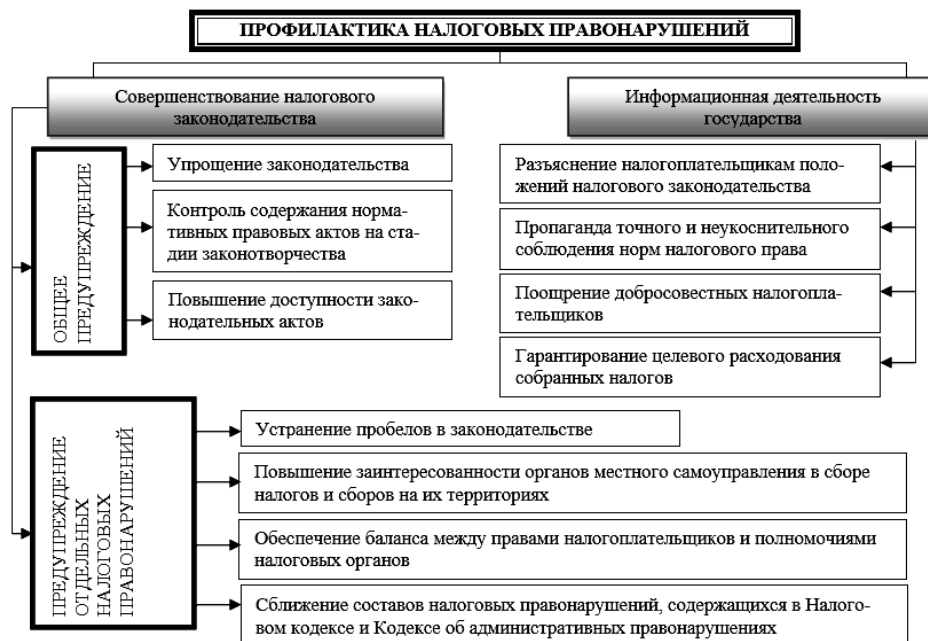 ПРОФИЛАКТИКА НАЛОГОВЫХ ПРАВОНАРУШЕНИЙ
Совершенствование налогового
законодательства
Информационная деятельность
государства
ОБЩЕЕ
ПРЕДУПРЕЖДЕНИЕ
Упрощение законодательства
Контроль содержания норма-
тивных правовых актов на ста-
дии законотворчества
Повышение доступности зако-
нодательных актов
Разъяснение налогоплательщикам поло-
жений налогового законодательства
Пропаганда точного и неукоснительного
соблюдения норм налогового права
Поощрение добросовестных налогопла-
тельщиков
Гарантирование целевого расходования
собранных налогов
ПРЕДУПРЕЖДЕНИЕ
ОТДЕЛЬНЫХ
НАЛОГОВЫХ
ПРАВОНАРУШЕНИЙ
Устранение пробелов в законодательстве
Повышение заинтересованности органов местного самоуправления в сборе
налогов и сборов на их территориях
Обеспечение баланса между правами налогоплательщиков и полномочиями
налоговых органов
Сближение составов налоговых правонарушений, содержащихся в Налого-
вом кодексе и Кодексе об административных правонарушениях